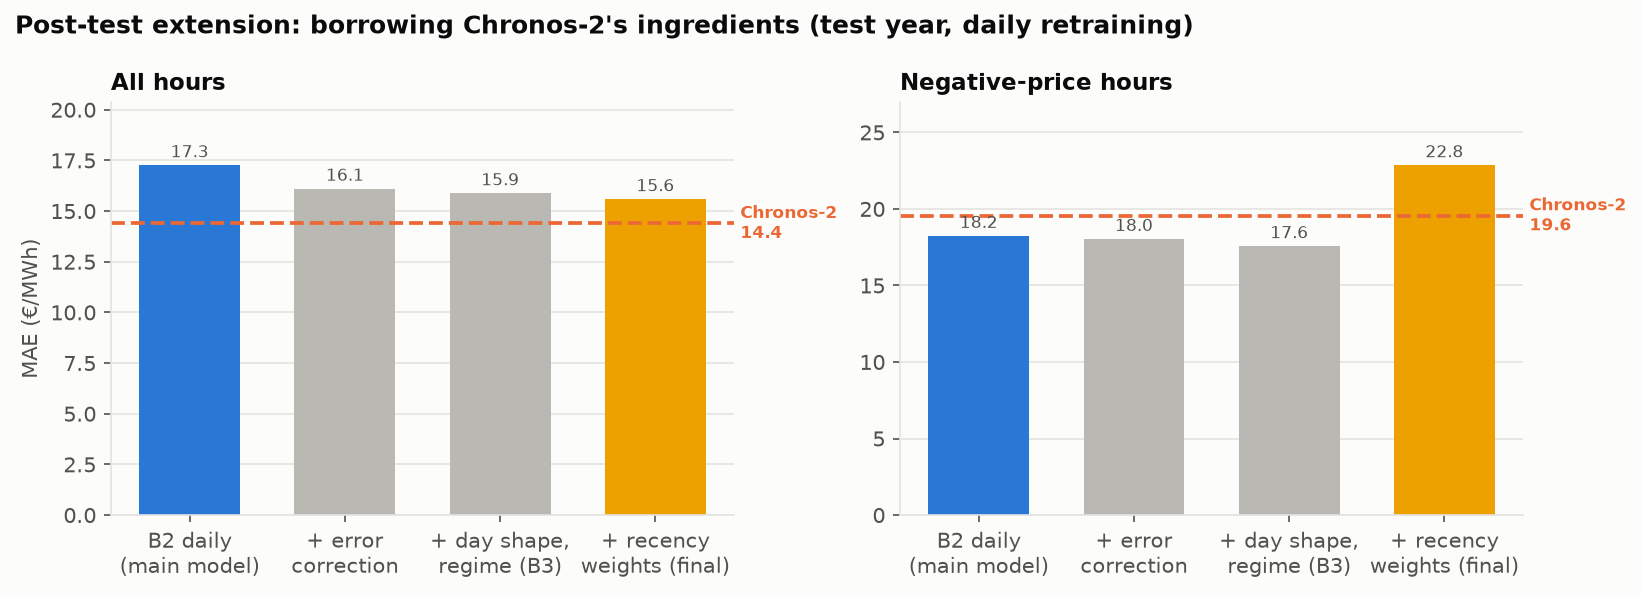 Post-test extension: borrowing Chronos-2's ingredients (test year, daily retraining)
All hours
MAE (€/MWh)
20.0
17.5
15.0
12.5
10.0
7.5
5.0
2.5
0.0
17.3
16.1
15.9
15.6
Chronos-2
14.4
B2 daily
(main model)
+ error
correction
+ day shape,
regime (B3)
+ recency
weights (final)
Negative-price hours
25
20
15
10
5
0
18.2
18.0
17.6
22.8
Chronos-2
19.6
B2 daily
(main model)
+ error
correction
+ day shape,
regime (B3)
+ recency
weights (final)